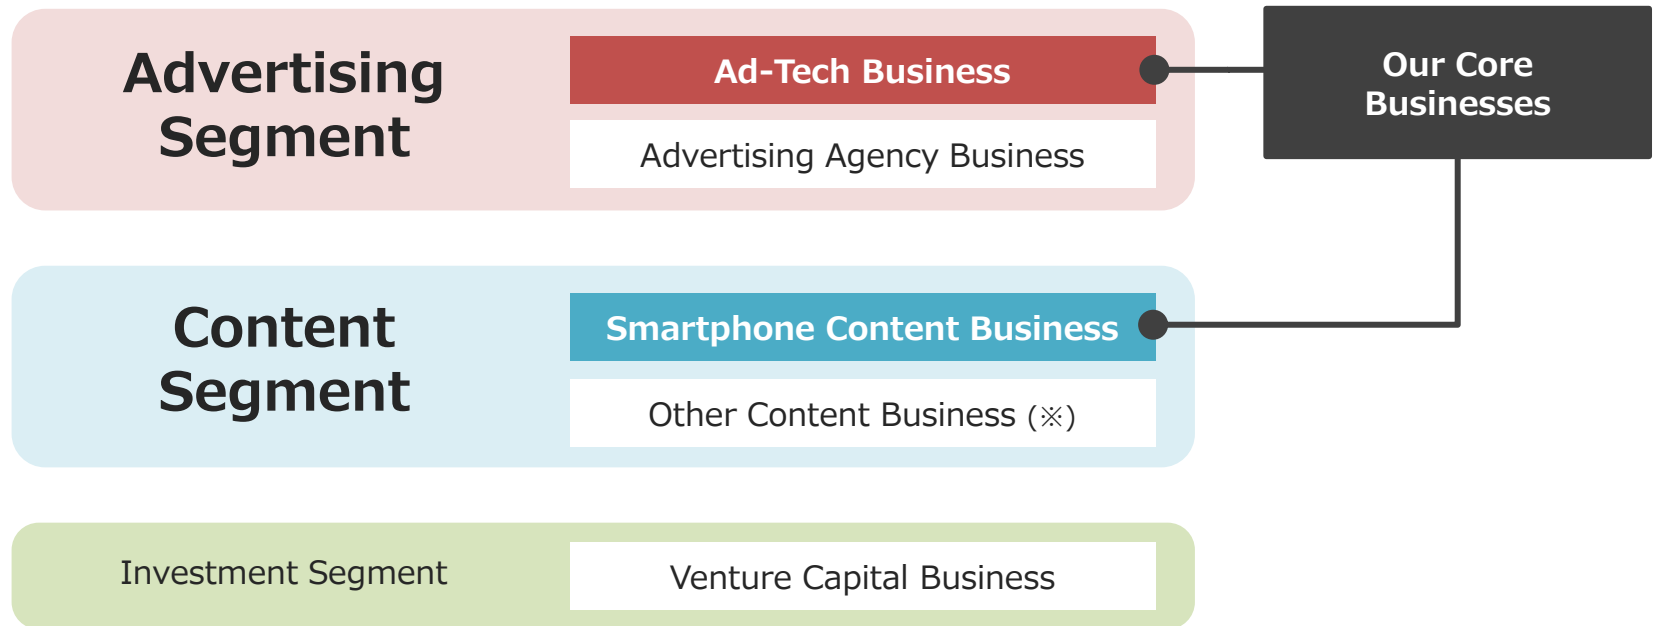 Advertising
Segment
Ad-Tech Business
Advertising Agency Business
Our Core
Businesses
Content
Segment
Smartphone Content Business
Other Content Business (※)
Investment Segment
Venture Capital Business